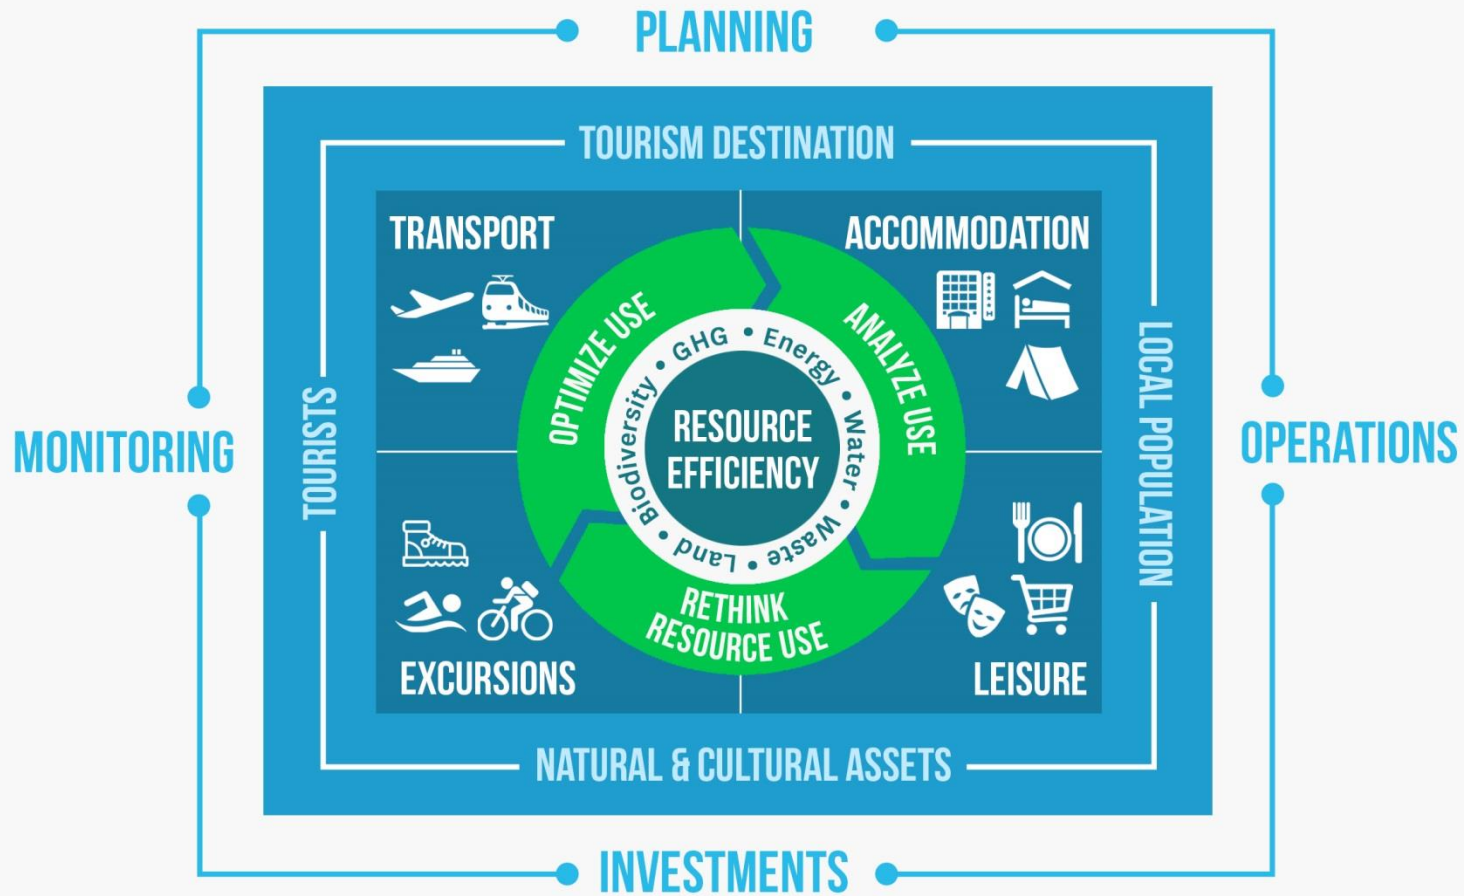 PLANNING
TOURISM DESTINATION
TRANSPORT
ACCOMMODATION
OPTIMIZE USE
ANALYZE USE
GHG • Energy • Water • Waste • Land • Biodiversity •
RESOURCE
EFFICIENCY
MONITORING
TOURISTS
LOCAL POPULATION
OPERATIONS
RETHINK
RESOURCE USE
EXCURSIONS
LEISURE
NATURAL & CULTURAL ASSETS
INVESTMENTS
HOTEL